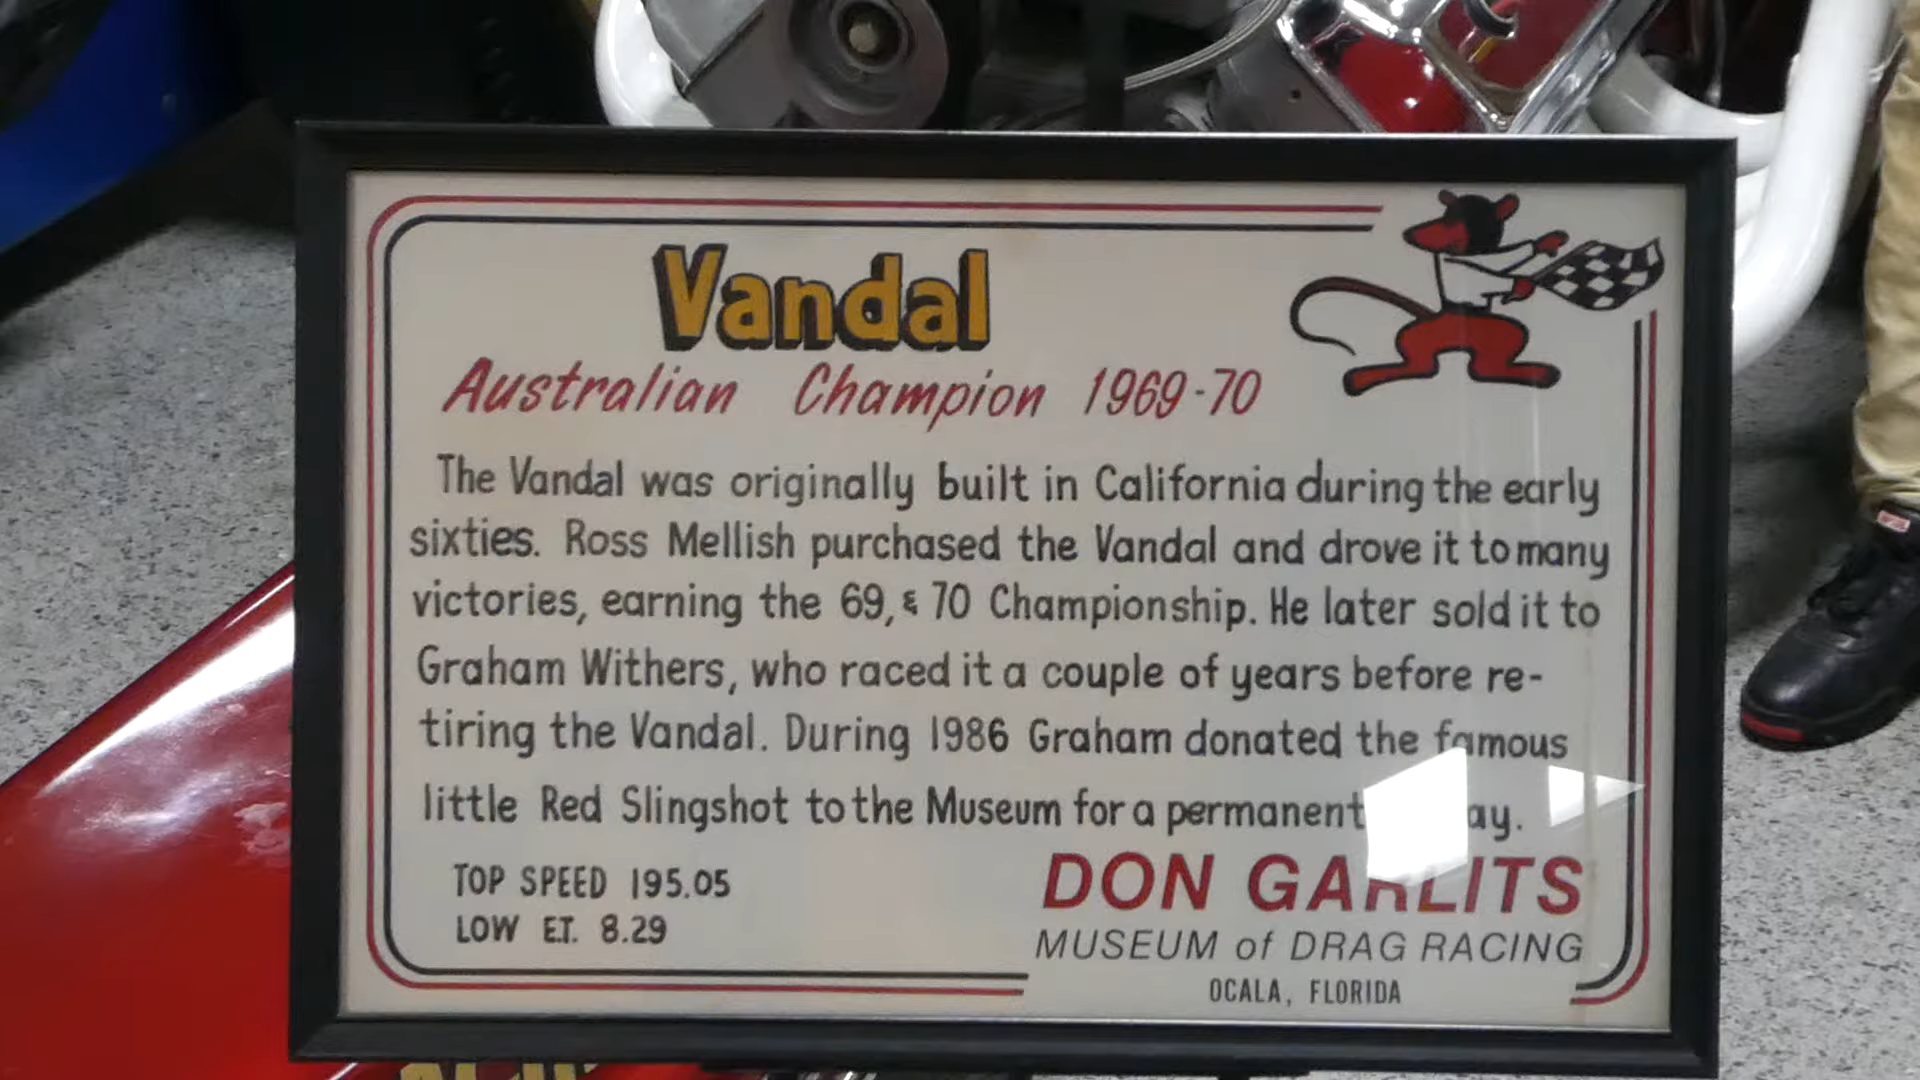 Vandal
Australian Champion 1969-70
The Vandal was originally built in California during the early
sixties. Ross Mellish purchased the Vandal and drove it to many
victories, earning the 69, & 70 Championship. He later sold it to
Graham Withers, who raced it a couple of years before re-
tiring the Vandal. During 1986 Graham donated the famous
little Red Slingshot to the Museum for a permanent
TOP SPEED 195.05
LOW E.T. 8.29
DON GARLITS
MUSEUM of DRAG RACING
OCALA, FLORIDA